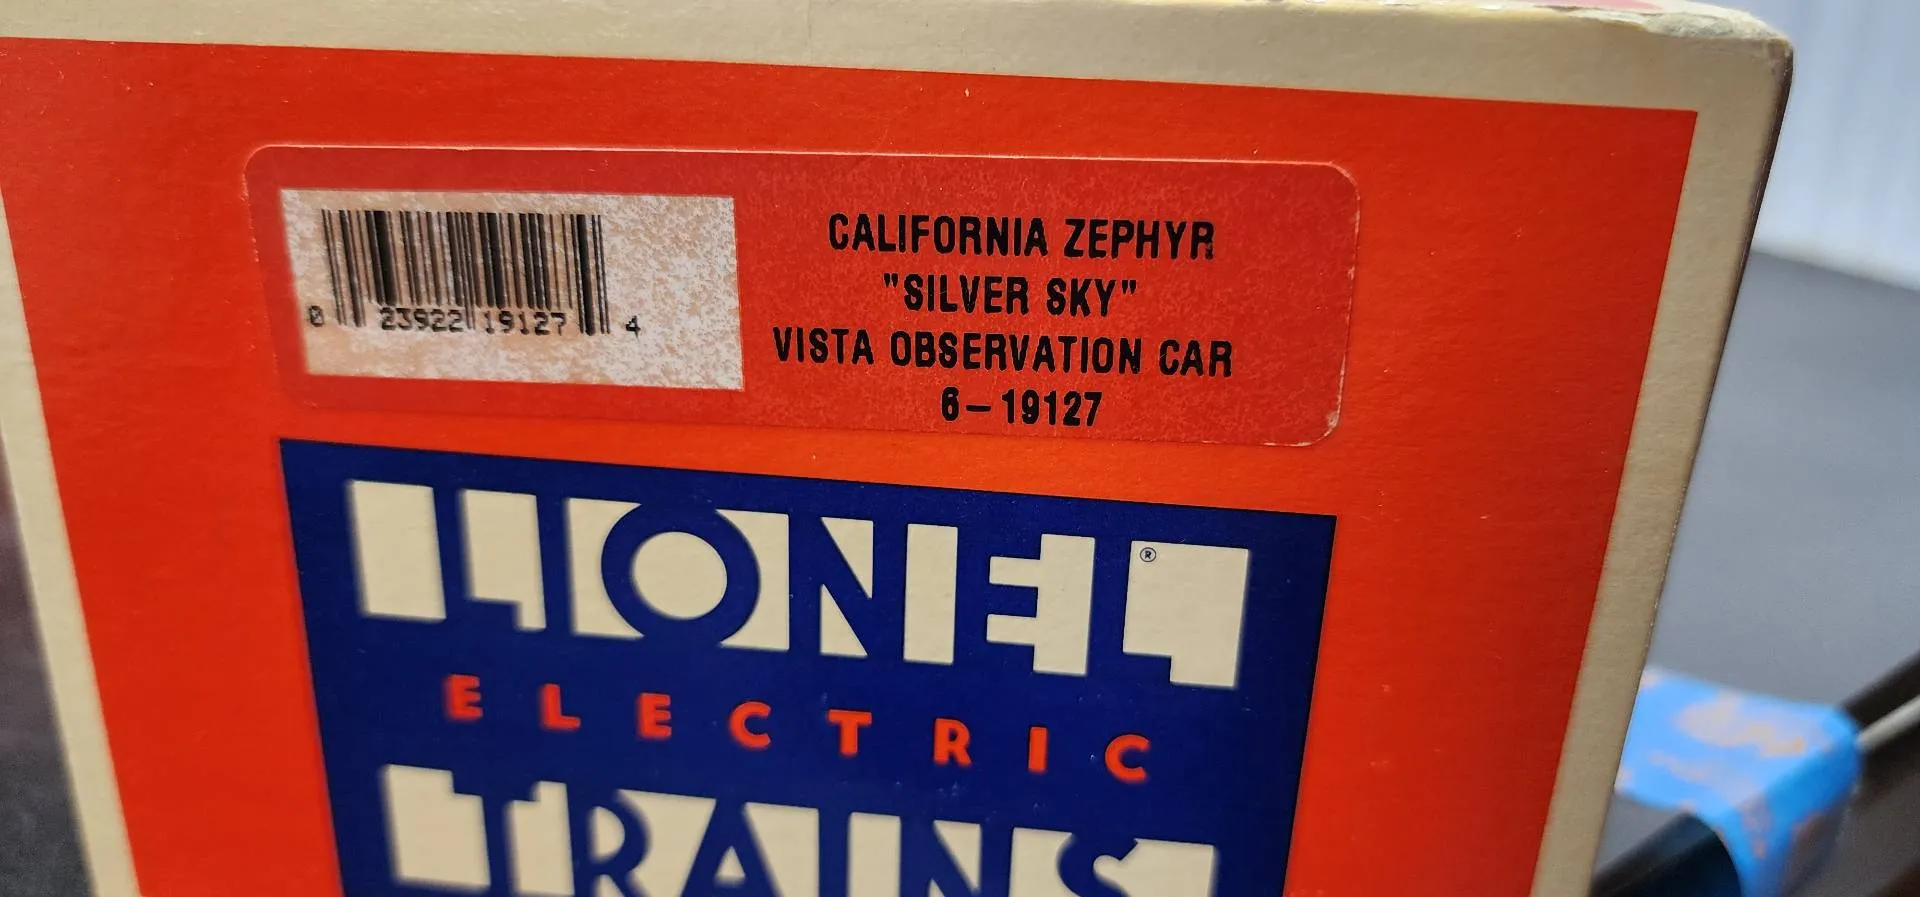 CALIFORNIA ZEPHYR
"SILVER SKY"
VISTA OBSERVATION CAR
6-19127
0 23922 19127 4
LIONEL ®
ELECTRIC
TRAINS